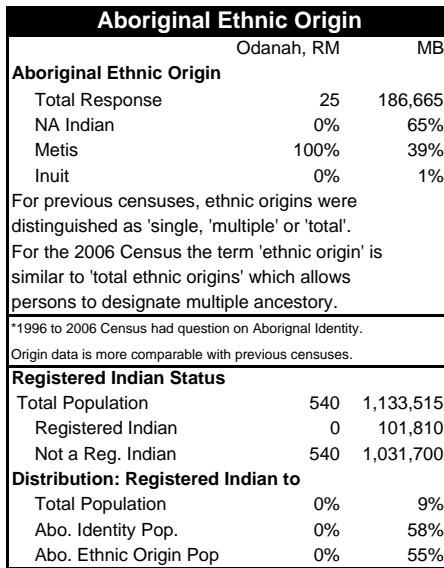 Aboriginal Ethnic Origin
Odanah, RM MB
Aboriginal Ethnic Origin
Total Response 25 186,665
NA Indian 0% 65%
Metis 100% 39%
Inuit 0% 1%
For previous censuses, ethnic origins were
distinguished as 'single, 'multiple' or 'total'.
For the 2006 Census the term 'ethnic origin' is
similar to 'total ethnic origins' which allows
persons to designate multiple ancestory.
*1996 to 2006 Census had question on Aborignal Identity.
Origin data is more comparable with previous censuses.
Registered Indian Status
Total Population 540 1,133,515
Registered Indian 0 101,810
Not a Reg. Indian 540 1,031,700
Distribution: Registered Indian to
Total Population 0% 9%
Abo. Identity Pop. 0% 58%
Abo. Ethnic Origin Pop 0% 55%